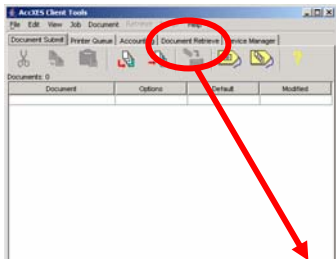 AccXES Client Tools
File Edit View Job Document Retrieve Help
Document Submit Printer Queue Accounting Document Retrieve Service Manager
Documents: 0
Document Options Default Modified